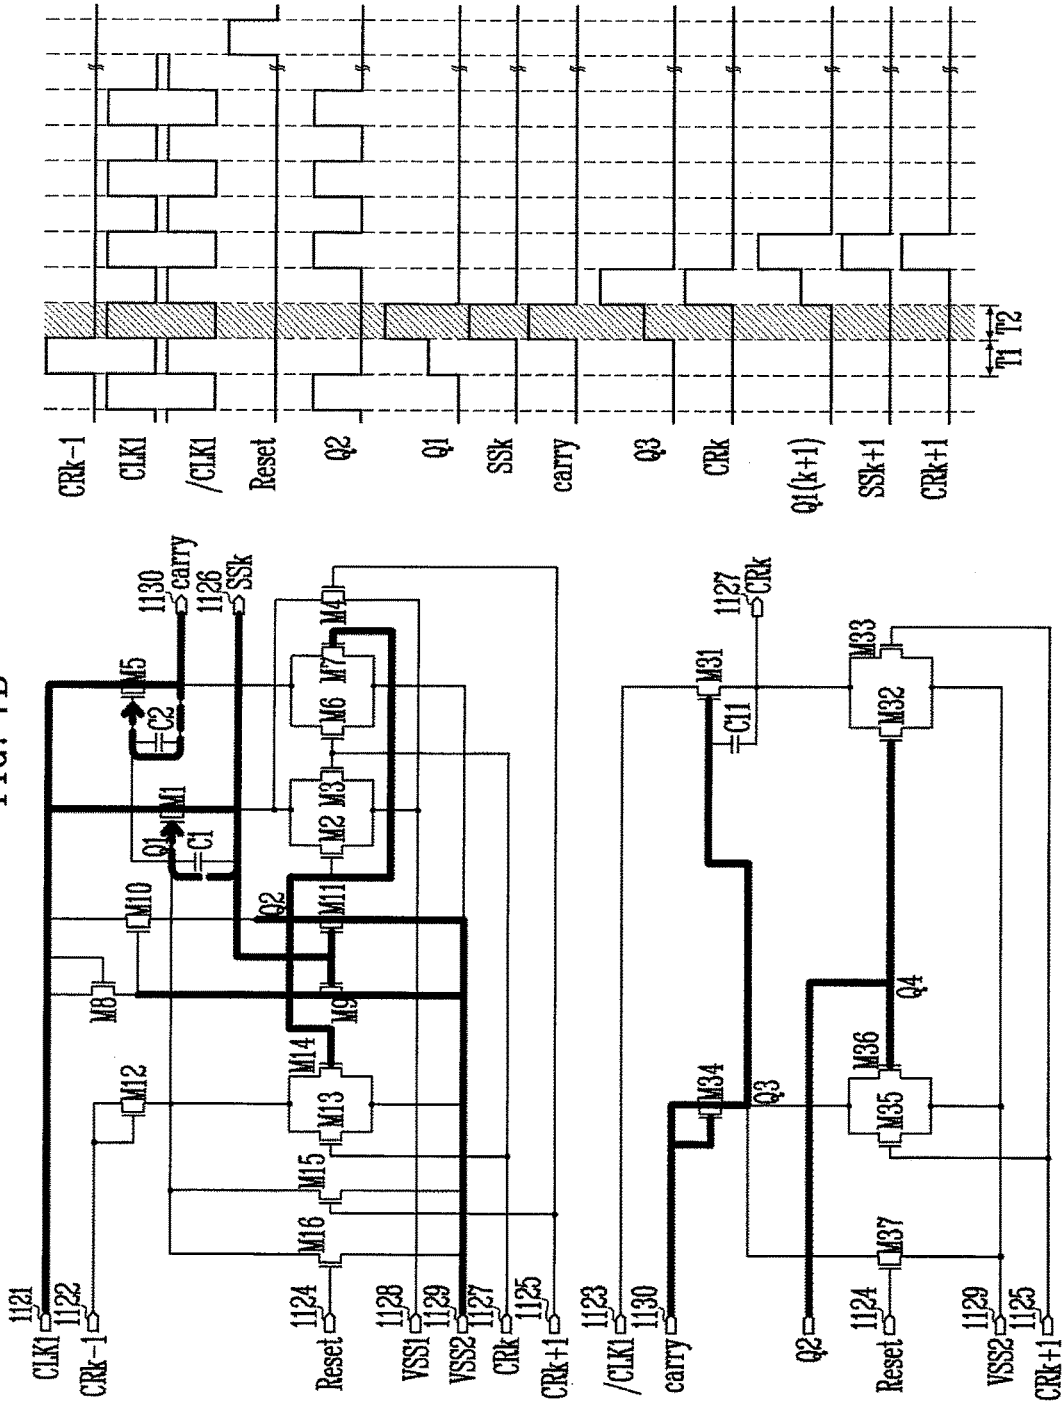 FIG. 4B
1121
CLK1
1122
CRk-1
1124
Reset
1128
VSS1
1129
VSS2
1127
CRk
1125
CRk+1
M16
M15
M12
M13
M14
M8
M9
M10
M11
Q2
Q1
C1
M1
M2
M3
M5
C2
M6
M7
M4
1130
carry
1126
SSk
1123
/CLK1
1130
carry
Q2
1124
Reset
1129
VSS2
1125
CRk+1
M37
M34
Q3
M35
M36
Q4
M31
C11
M32
M33
1127
CRk
CRk-1
CLK1
/CLK1
Reset
Q2
Q1
SSk
carry
Q3
CRk
Q1(k+1)
SSk+1
CRk+1
T1
T2